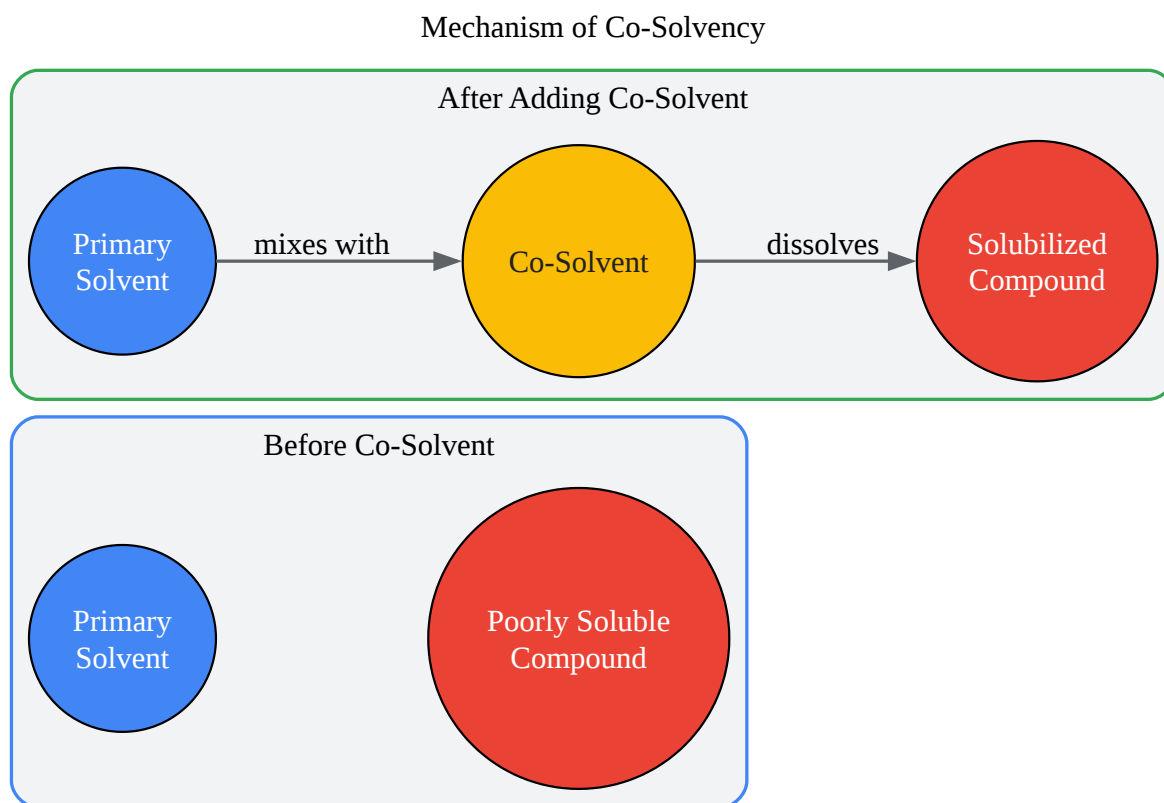 Mechanism of Co-Solvency
After Adding Co-Solvent
Primary
Solvent
mixes with
Co-Solvent
dissolves
Solubilized
Compound
Before Co-Solvent
Primary
Solvent
Poorly Soluble
Compound